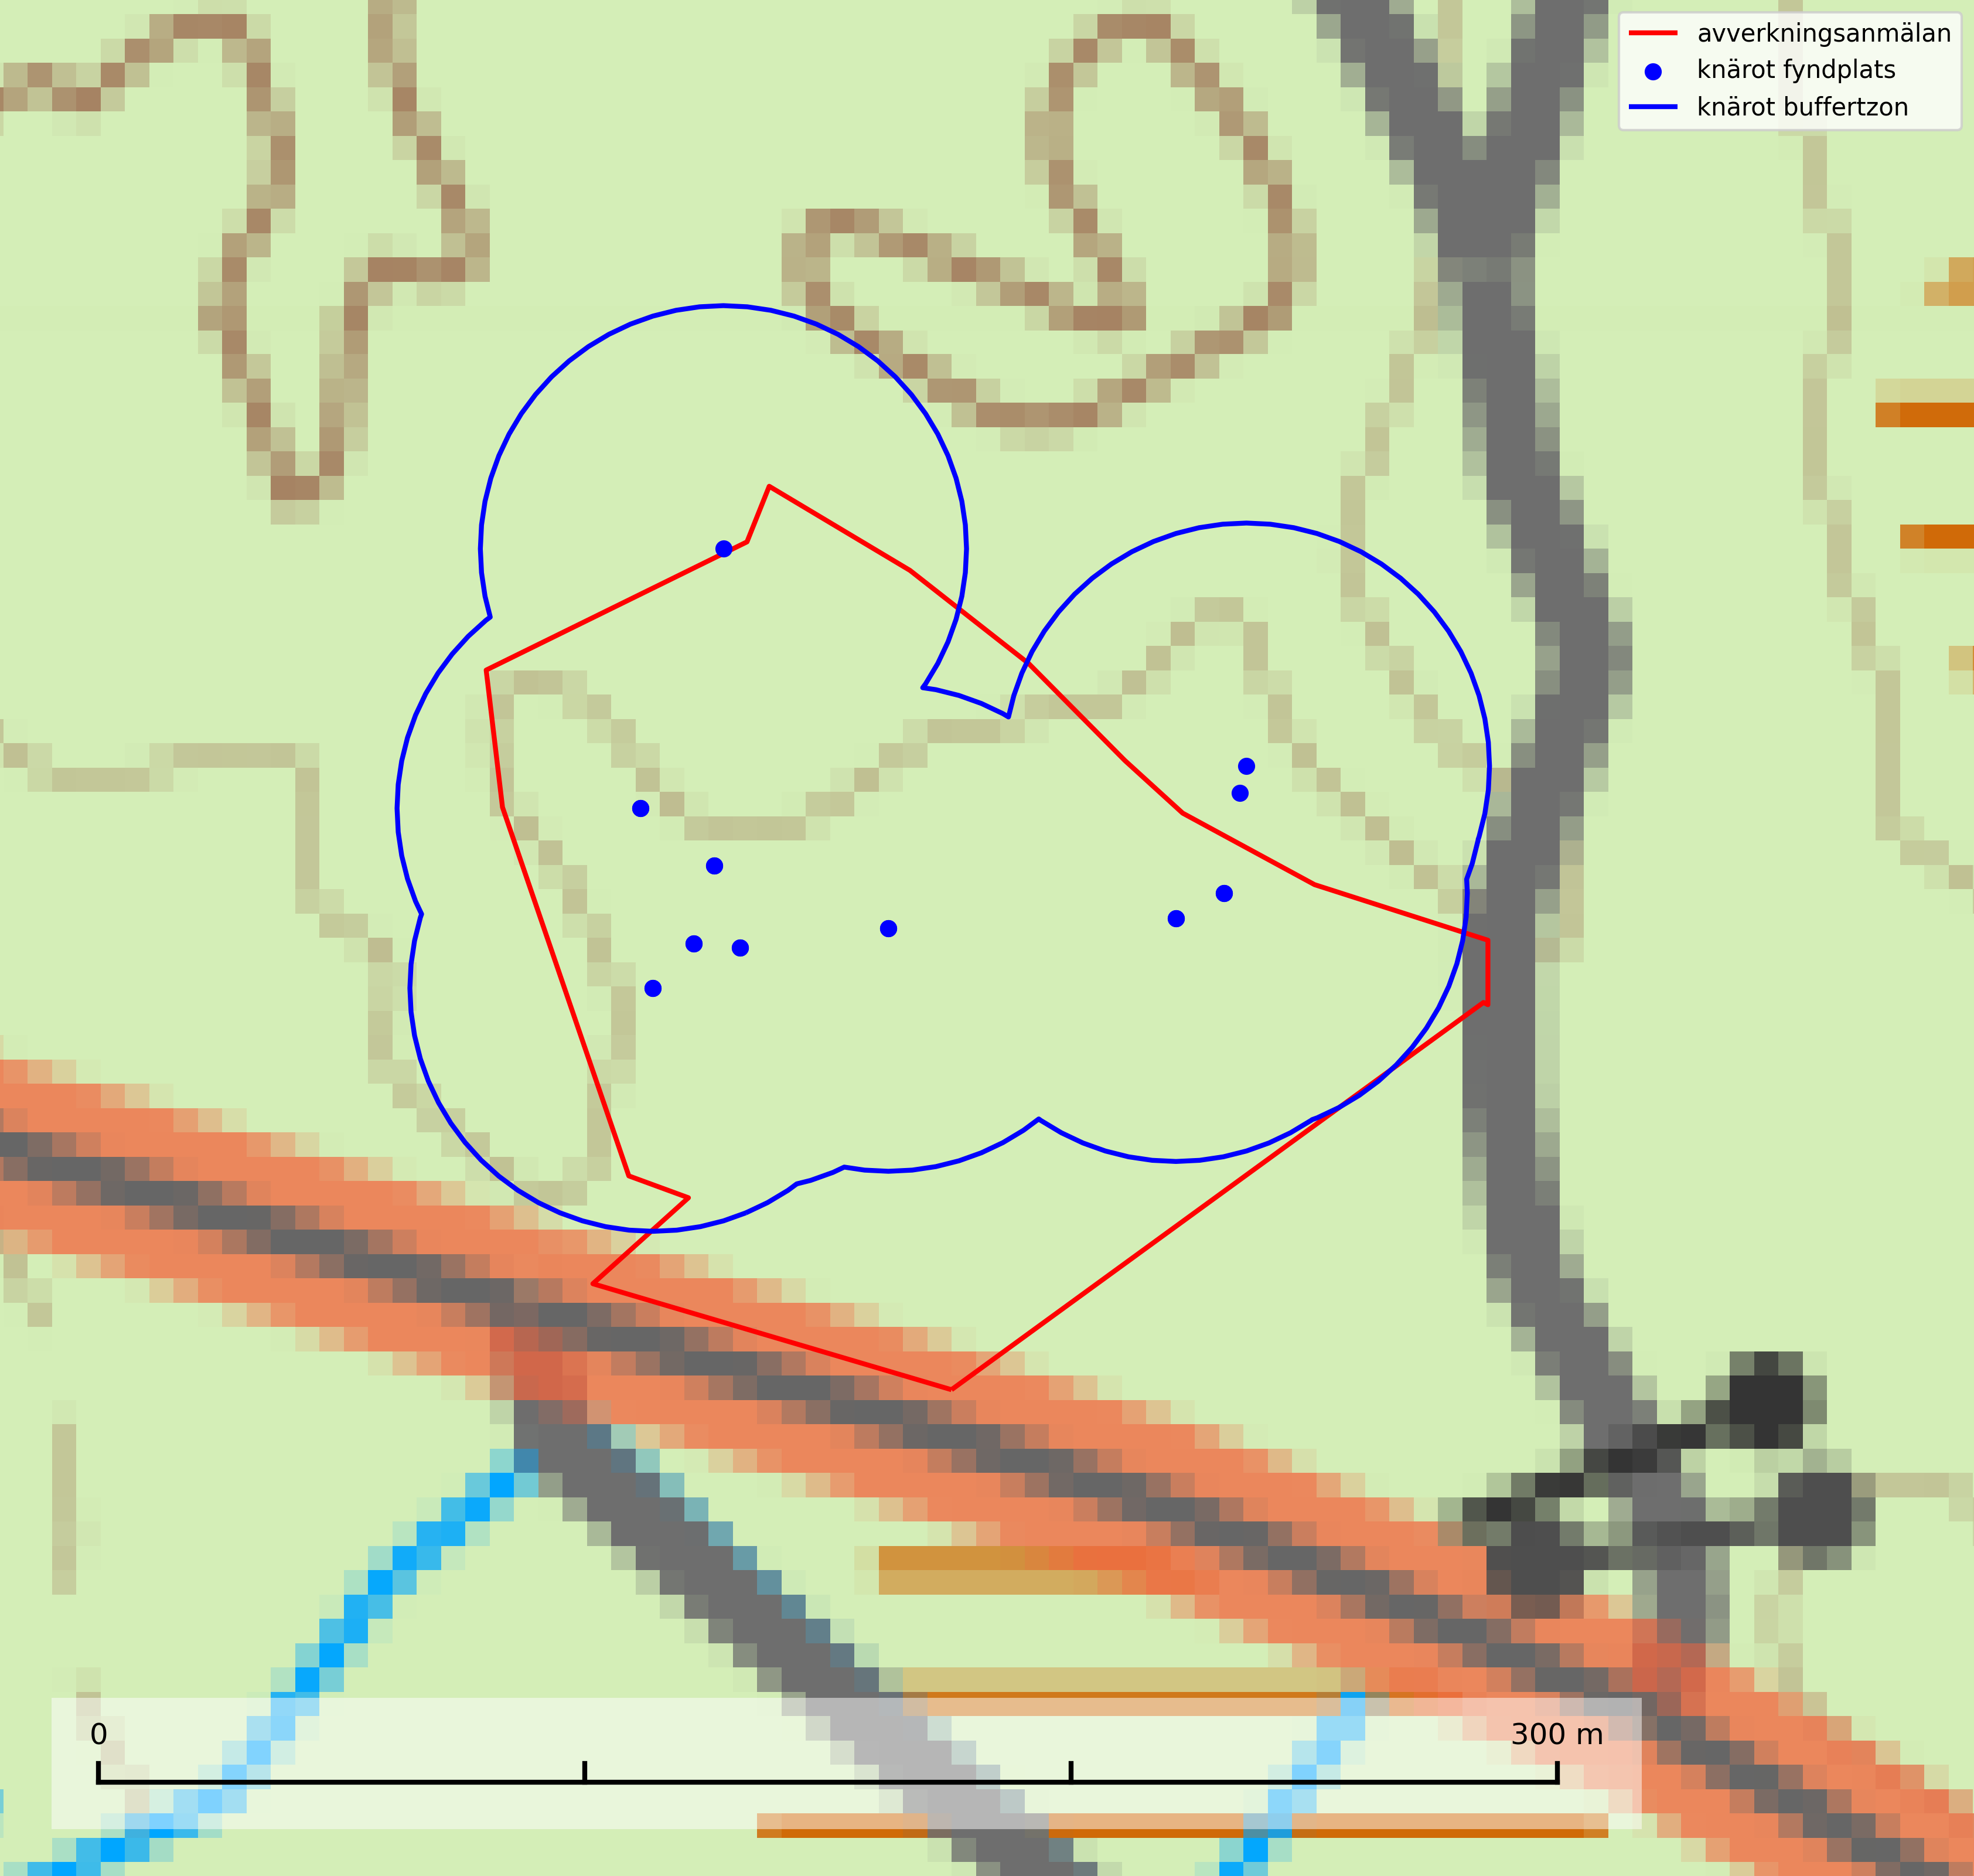 avverkningsanmälan
knärot fyndplats
knärot buffertzon
0
300 m